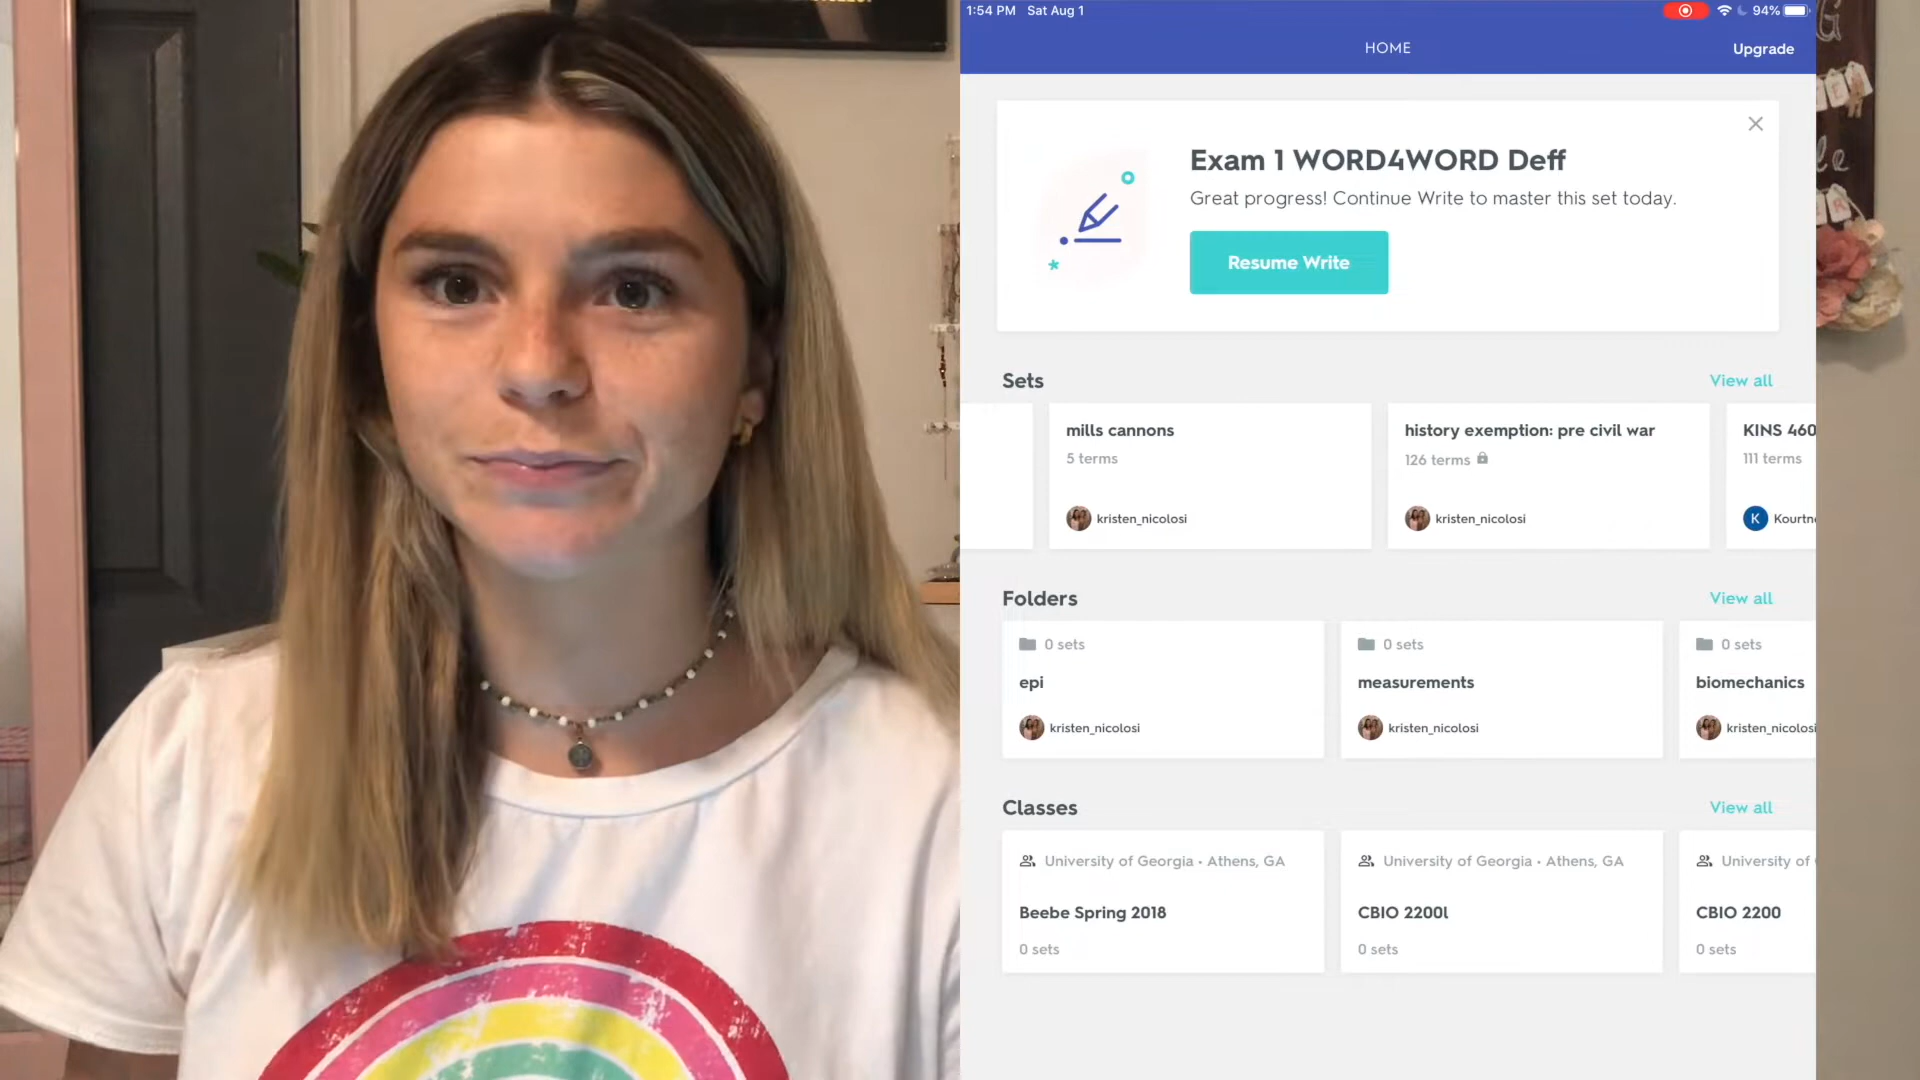 1:54 PM Sat Aug 1
94%
HOME
Upgrade
Exam 1 WORD4WORD Deff
Great progress! Continue Write to master this set today.
Resume Write
Sets
View all
mills cannons
5 terms
kristen_nicolosi
history exemption: pre civil war
126 terms
kristen_nicolosi
KINS 460
111 terms
K
Kourtn
Folders
View all
0 sets
epi
kristen_nicolosi
0 sets
measurements
kristen_nicolosi
0 sets
biomechanics
kristen_nicolosi
Classes
View all
University of Georgia • Athens, GA
Beebe Spring 2018
0 sets
University of Georgia • Athens, GA
CBIO 2200l
0 sets
University of
CBIO 2200
0 sets